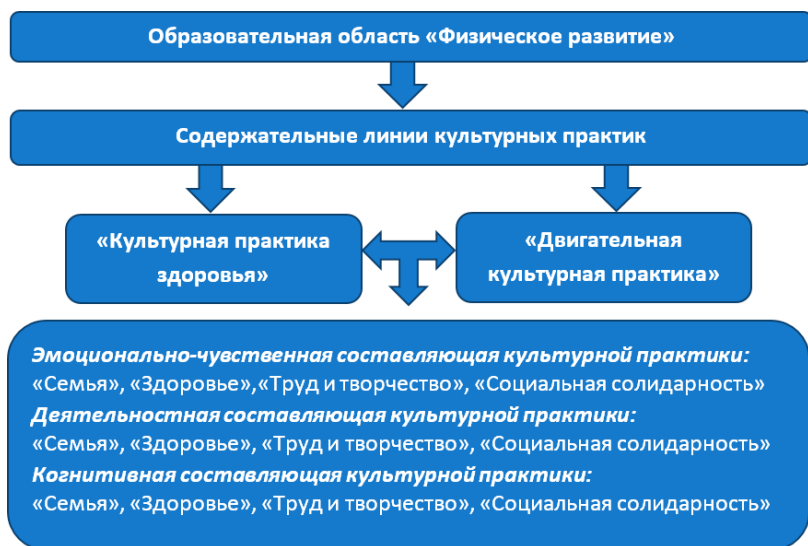 Образовательная область «Физическое развитие»
Содержательные линии культурных практик
«Культурная практика
здоровья»
«Двигательная
культурная практика»
Эмоционально-чувственная составляющая культурной практики:
«Семья», «Здоровье»,«Труд и творчество», «Социальная солидарность»
Деятельностная составляющая культурной практики:
«Семья», «Здоровье», «Труд и творчество», «Социальная солидарность»
Когнитивная составляющая культурной практики:
«Семья», «Здоровье», «Труд и творчество», «Социальная солидарность»